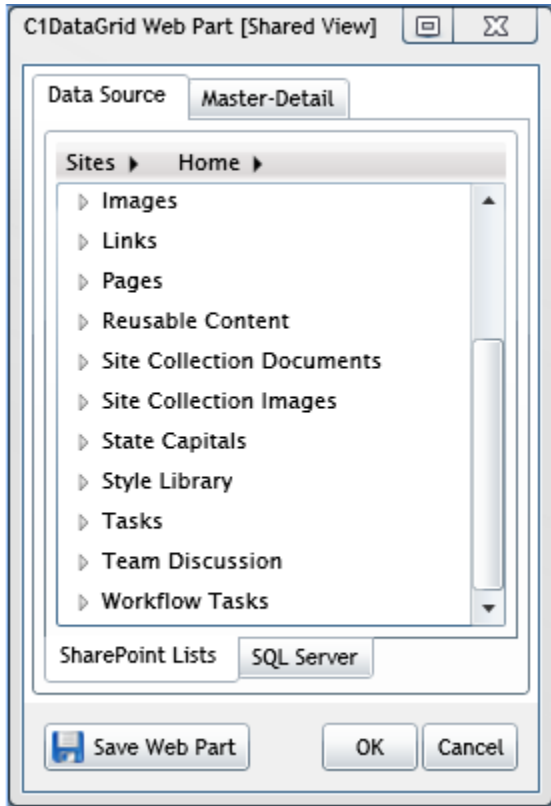 C1DataGrid Web Part [Shared View]
Data Source Master-Detail
Sites Home
Images
Links
Pages
Reusable Content
Site Collection Documents
Site Collection Images
State Capitals
Style Library
Tasks
Team Discussion
Workflow Tasks
SharePoint Lists SQL Server
Save Web Part OK Cancel